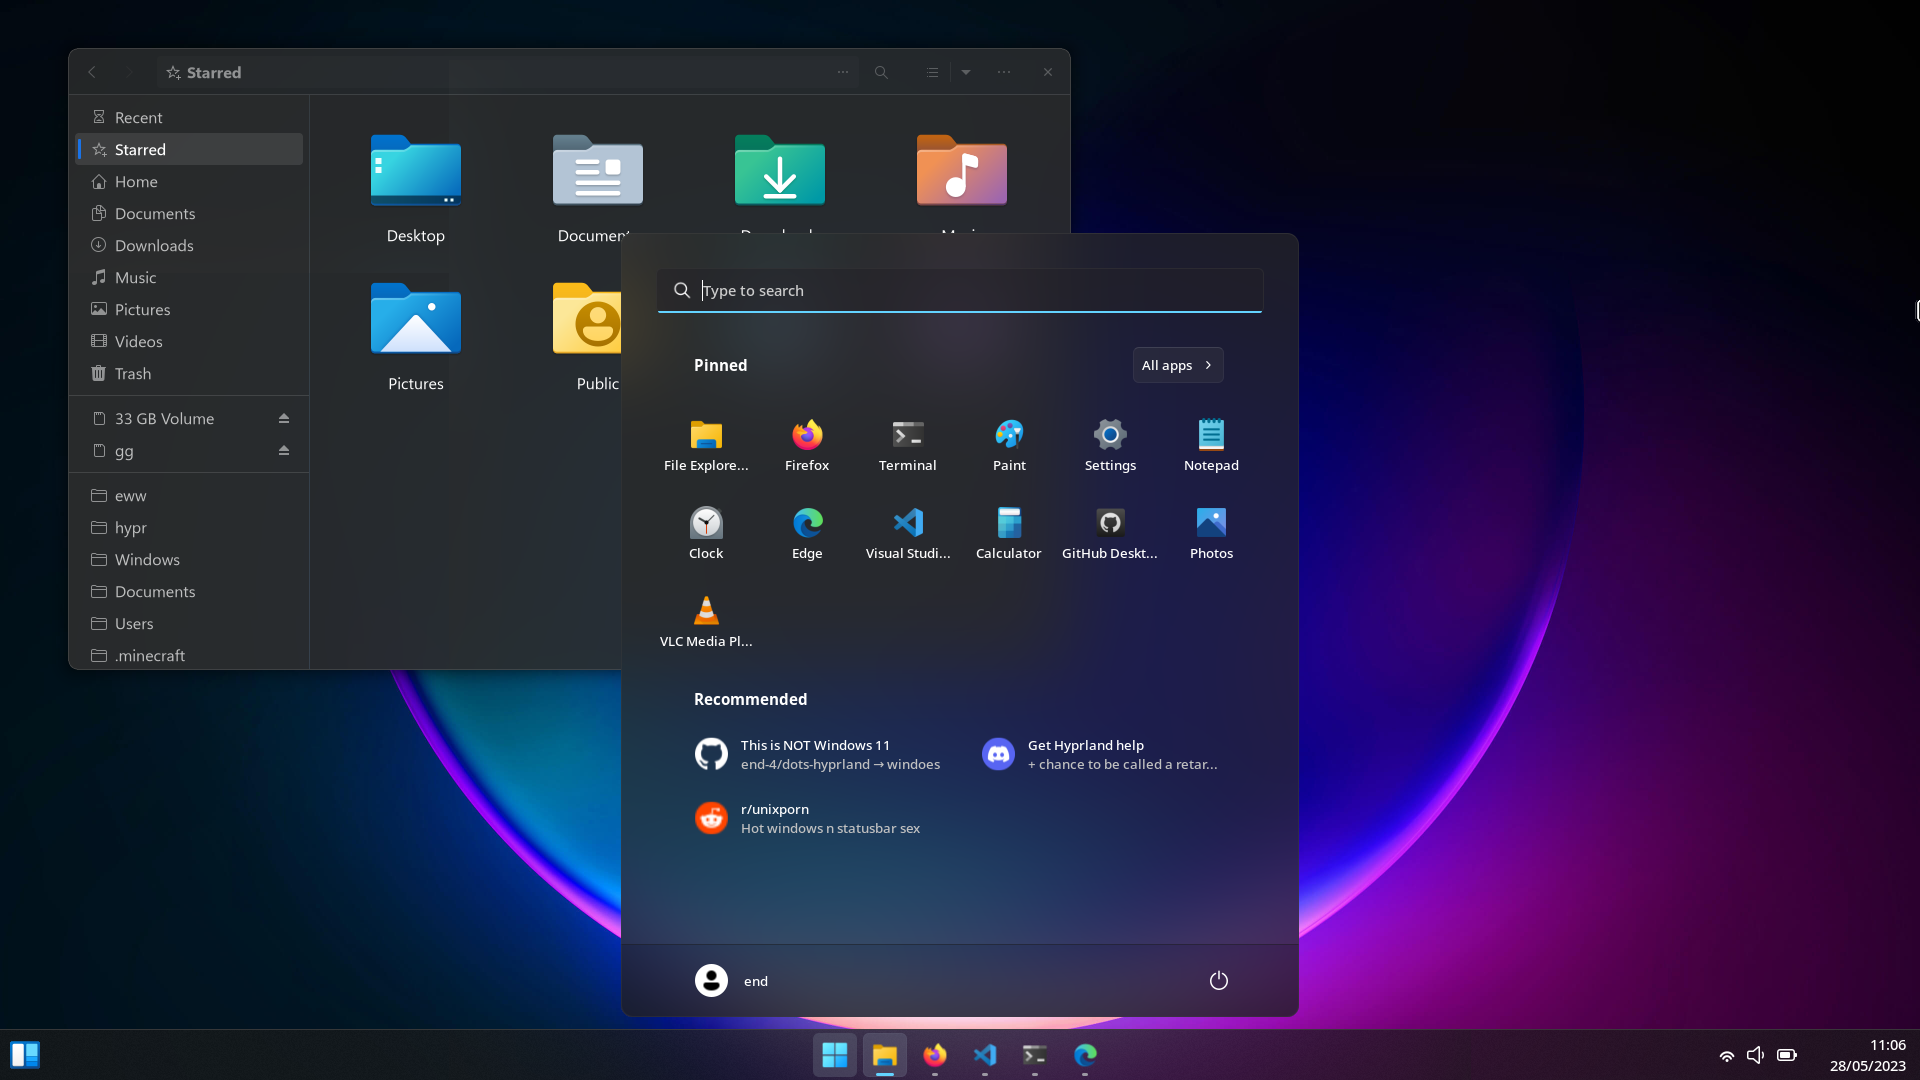 Starred
Recent
Starred
Home
Documents
Downloads
Music
Pictures
Videos
Trash
33 GB Volume
gg
eww
hypr
Windows
Documents
Users
.minecraft
Desktop
Pictures
Public
Type to search
Pinned
All apps
File Explore...
Firefox
Terminal
Paint
Settings
Notepad
Clock
Edge
Visual Studi...
Calculator
GitHub Deskt...
Photos
VLC Media Pl...
Recommended
This is NOT Windows 11
end-4/dots-hyprland → windoes
Get Hyprland help
+ chance to be called a retar...
r/unixporn
Hot windows n statusbar sex
end
11:06
28/05/2023